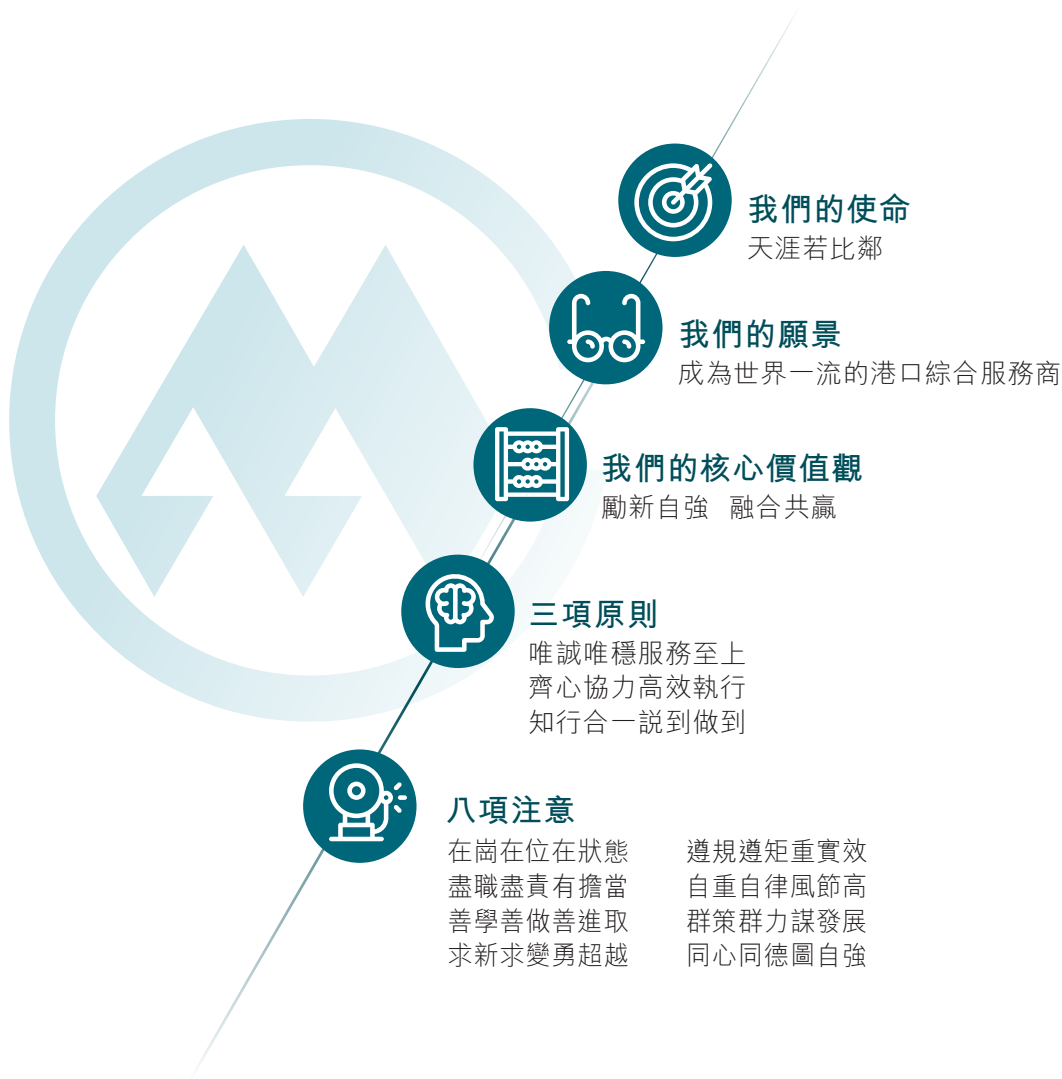 我們的使命
天涯若比鄰
我們的願景
成為世界一流的港口綜合服務商
我們的核心價值觀
勵新自強 融合共贏
三項原則
唯誠唯穩服務至上
齊心協力高效執行
知行合一説到做到
八項注意
在崗在位在狀態 遵規遵矩重實效
盡職盡責有擔當 自重自律風節高
善學善做善進取 群策群力謀發展
求新求變勇超越 同心同德圖自強